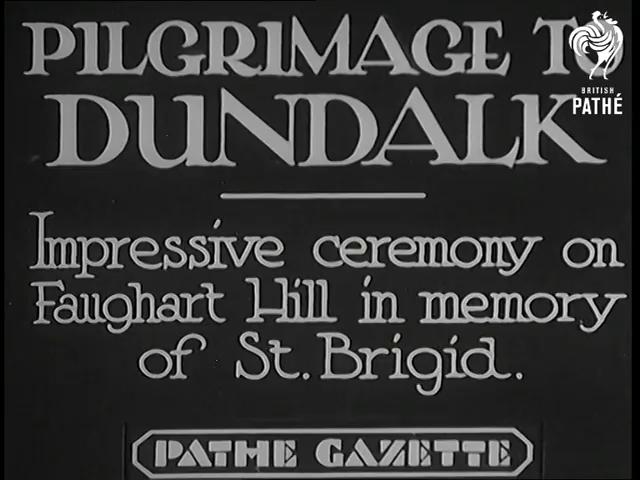 PILGRIMAGE TO
DUNDALK
BRITISH
PATHÉ
Impressive ceremony on
Faughart Hill in memory
of St. Brigid.
PATHE GAZETTE